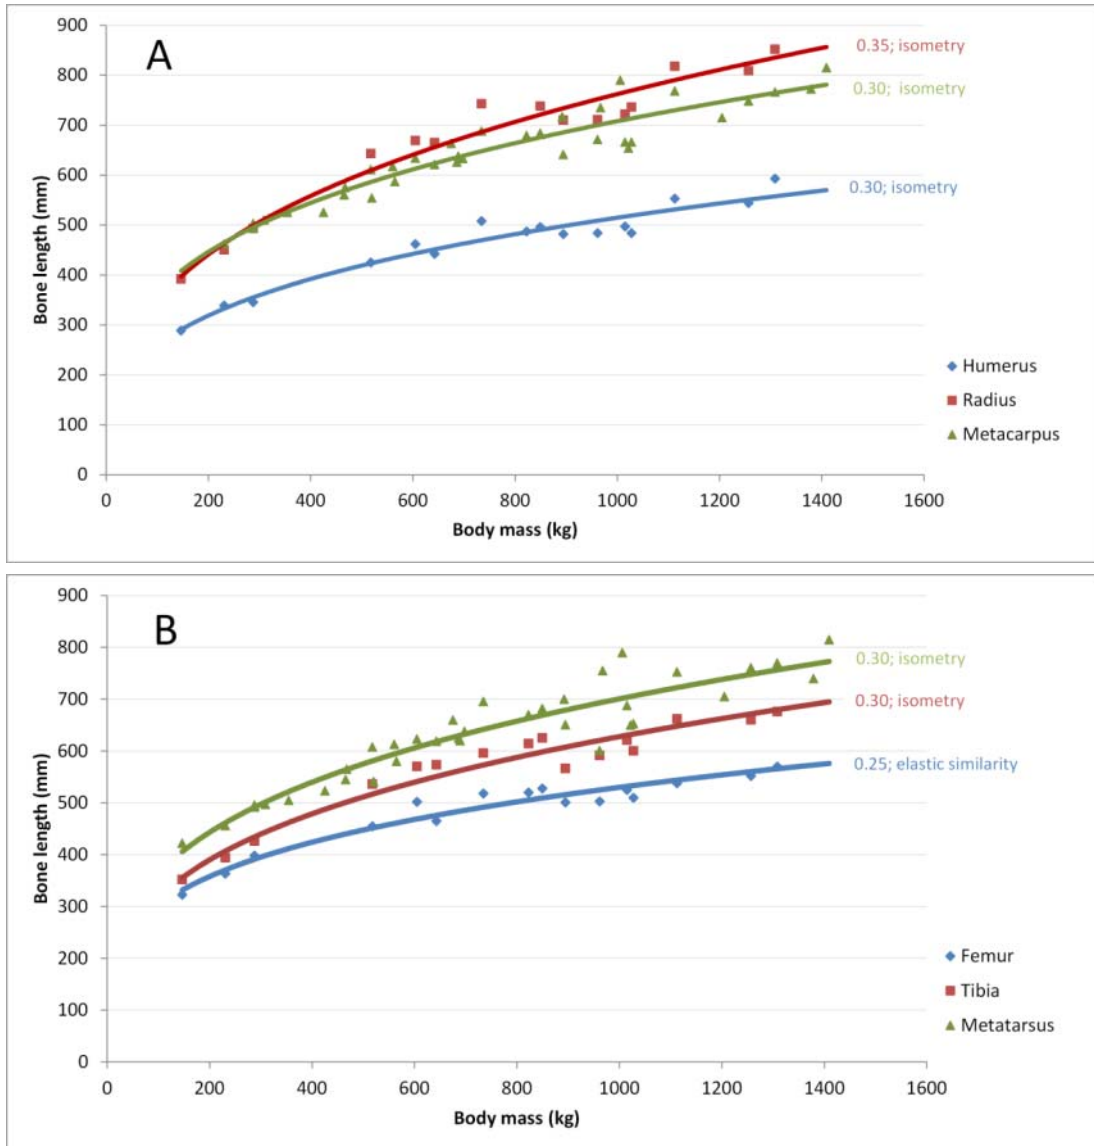 A
900
800
700
600
500
400
300
200
100
0
Bone length (mm)
0 200 400 600 800 1000 1200 1400 1600
Body mass (kg)
0.35; isometry
0.30; isometry
0.30; isometry
Humerus
Radius
Metacarpus
B
900
800
700
600
500
400
300
200
100
0
Bone length (mm)
0 200 400 600 800 1000 1200 1400 1600
Body mass (kg)
0.30; isometry
0.30; isometry
0.25; elastic similarity
Femur
Tibia
Metatarsus